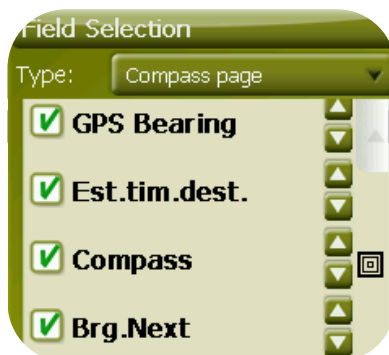 Field Selection
Type: Compass page
GPS Bearing
Est.tim.dest.
Compass
Brg.Next